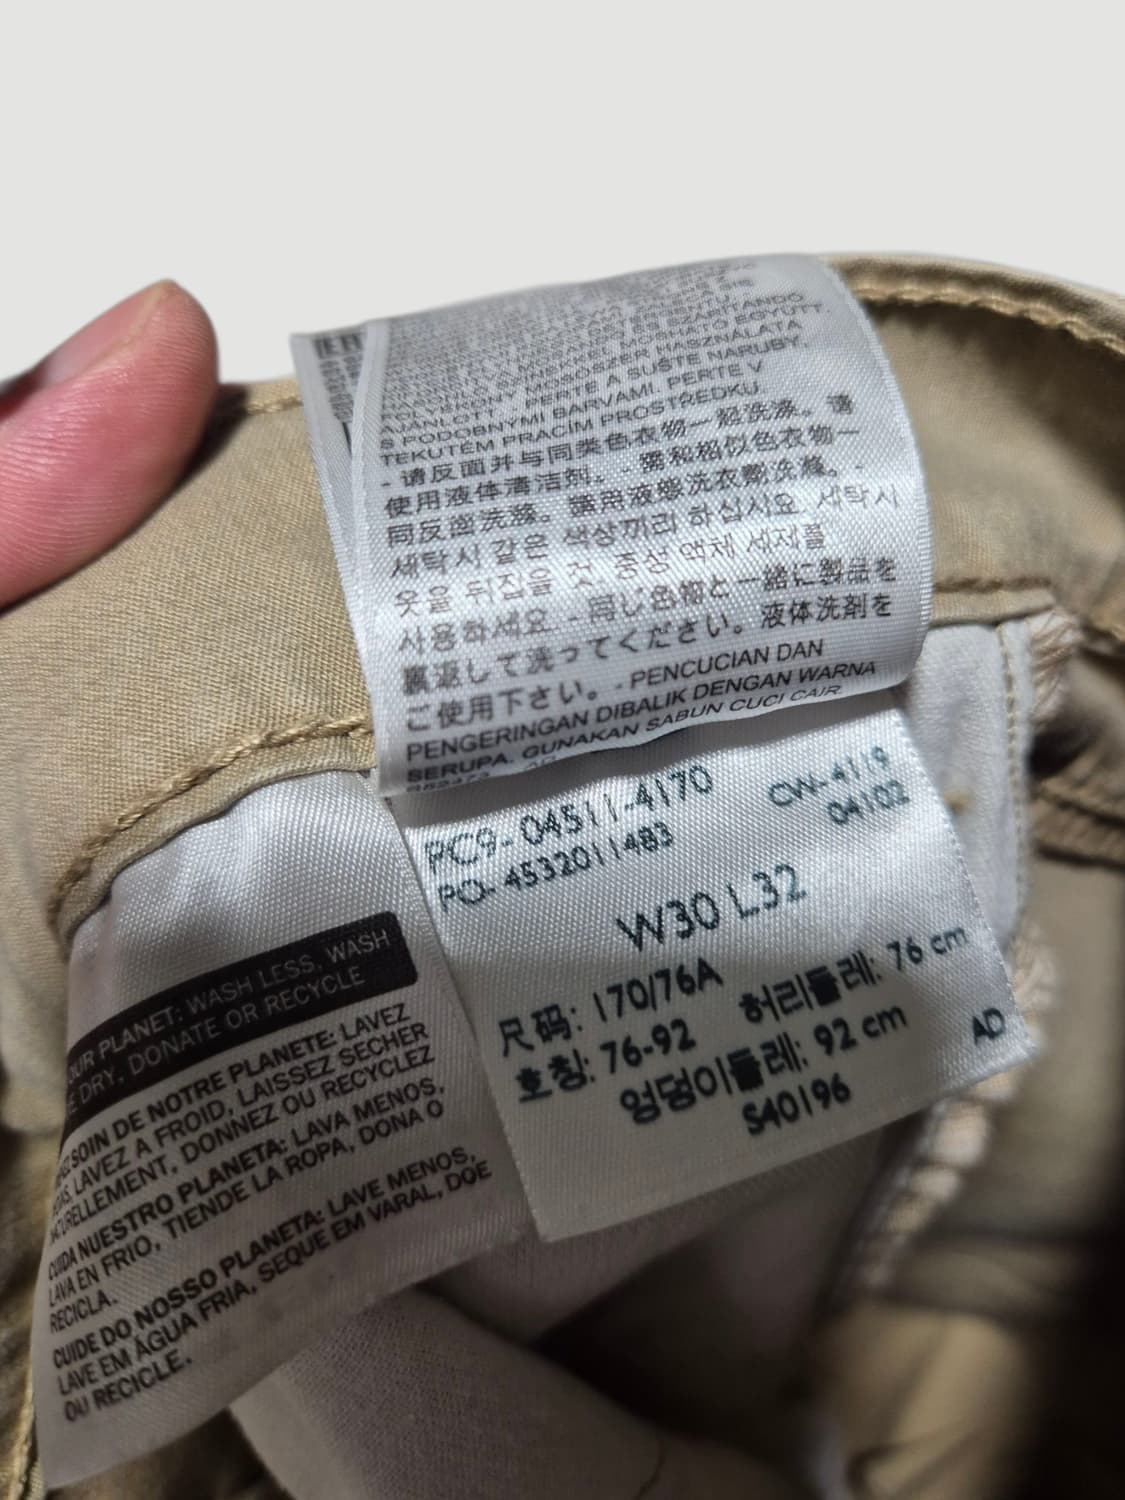 AJÁNLOTT - PERTE A SUŠTE NARUBY,
S PODOBNÝMI BARVAMI. PERTE V
TEKUTÉM PRACÍM PROSTŘEDKU
- 请反面并与同类色衣物一起洗涤。请
使用液体清洁剂。 - 需和相似色衣物一
同反面洗滌。請用液態洗衣劑洗滌。 -
세탁시 같은 색상끼리 하십시요 세탁시
옷을 뒤집을 것. 중성 액체 세제를
사용하세요 - 同じ色物と一緒に製品を
裏返して洗ってください。液体洗剤を
ご使用下さい。 - PENCUCIAN DAN
PENGERINGAN DIBALIK DENGAN WARNA
SERUPA. GUNAKAN SABUN CUCI CAIR.
PC9-04511-4170
CW-4119
PO-4532011483
04102
W30 L32
尺码: 170/76A
허리둘레: 76 cm
호칭: 76-92
엉덩이둘레: 92 cm
AD
S40196
OUR PLANET: WASH LESS, WASH
DRY, DONATE OR RECYCLE
SOIN DE NOTRE PLANETE: LAVEZ
LAVEZ A FROID, LAISSEZ SECHER
NATURELLEMENT, DONNEZ OU RECYCLEZ
CUIDA NUESTRO PLANETA: LAVA MENOS,
LAVA EN FRIO, TIENDE LA ROPA, DONA O
RECICLA.
CUIDE DO NOSSO PLANETA: LAVE MENOS,
LAVE EM ÁGUA FRIA, SEQUE EM VARAL, DOE
OU RECICLE.